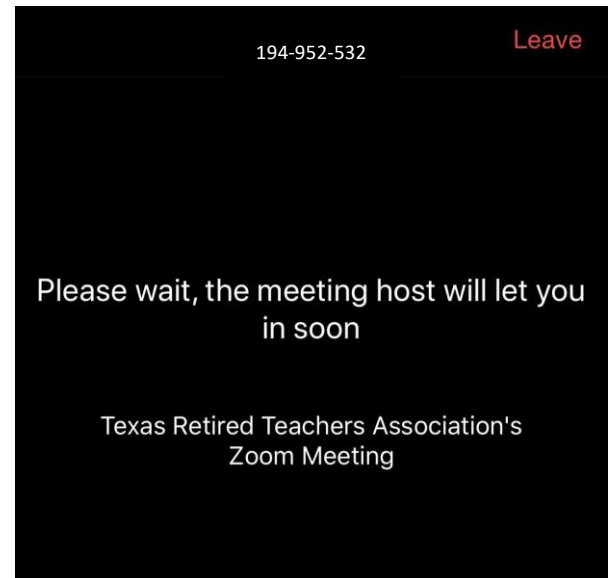 194-952-532
Leave
Please wait, the meeting host will let you
in soon
Texas Retired Teachers Association's
Zoom Meeting